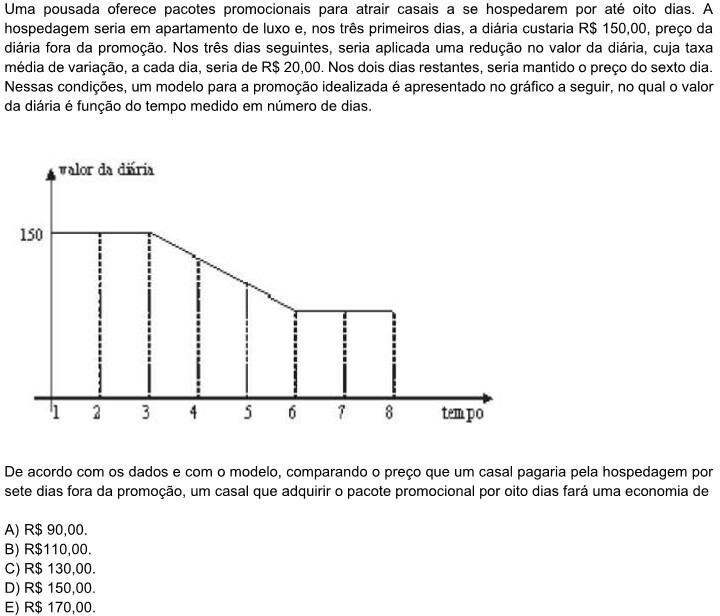 Uma pousada oferece pacotes promocionais para atrair casais a se hospedarem por até oito dias. A
hospedagem seria em apartamento de luxo e, nos três primeiros dias, a diária custaria R$ 150,00, preço da
diária fora da promoção. Nos três dias seguintes, seria aplicada uma redução no valor da diária, cuja taxa
média de variação, a cada dia, seria de R$ 20,00. Nos dois dias restantes, seria mantido o preço do sexto dia.
Nessas condições, um modelo para a promoção idealizada é apresentado no gráfico a seguir, no qual o valor
da diária é função do tempo medido em número de dias.
valor da diária
150
1 2 3 4 5 6 7 8 tempo
De acordo com os dados e com o modelo, comparando o preço que um casal pagaria pela hospedagem por
sete dias fora da promoção, um casal que adquirir o pacote promocional por oito dias fará uma economia de
A) R$ 90,00.
B) R$110,00.
C) R$ 130,00.
D) R$ 150,00.
E) R$ 170,00.